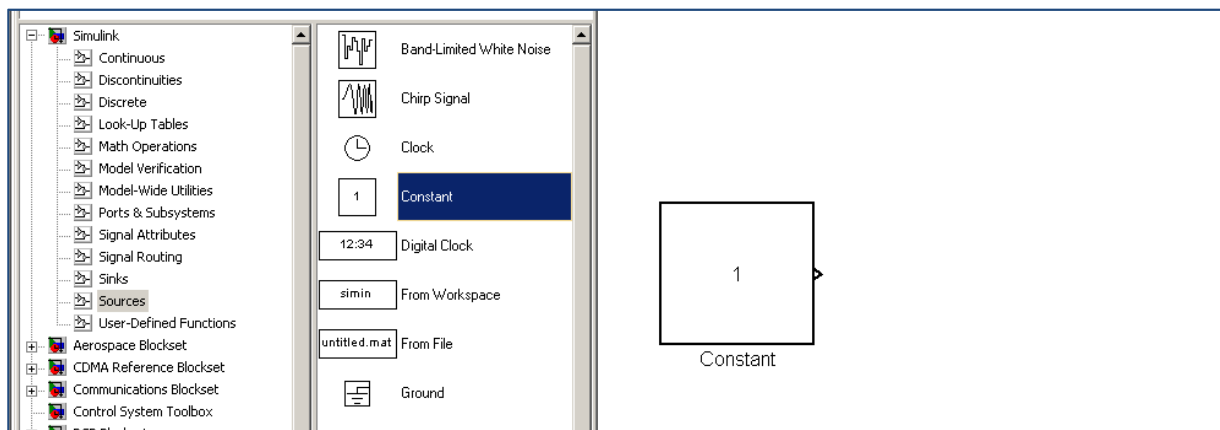 Simulink
Continuous
Discontinuities
Discrete
Look-Up Tables
Math Operations
Model Verification
Model-Wide Utilities
Ports & Subsystems
Signal Attributes
Signal Routing
Sinks
Sources
User-Defined Functions
Aerospace Blockset
CDMA Reference Blockset
Communications Blockset
Control System Toolbox
Band-Limited White Noise
Chirp Signal
Clock
1 Constant
12:34 Digital Clock
simin From Workspace
untitled.mat From File
Ground
1
Constant